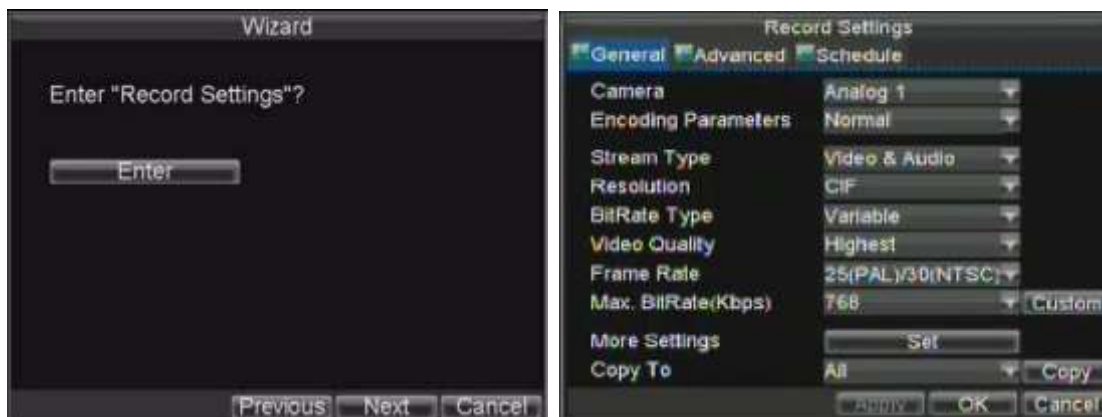 Wizard
Enter "Record Settings"?
Enter
Previous Next Cancel
Record Settings
General Advanced Schedule
Camera Analog 1
Encoding Parameters Normal
Stream Type Video & Audio
Resolution CIF
BitRate Type Variable
Video Quality Highest
Frame Rate 25(PAL)/30(NTSC)
Max. BitRate(Kbps) 768 Custom
More Settings Set
Copy To All Copy
Apply OK Cancel